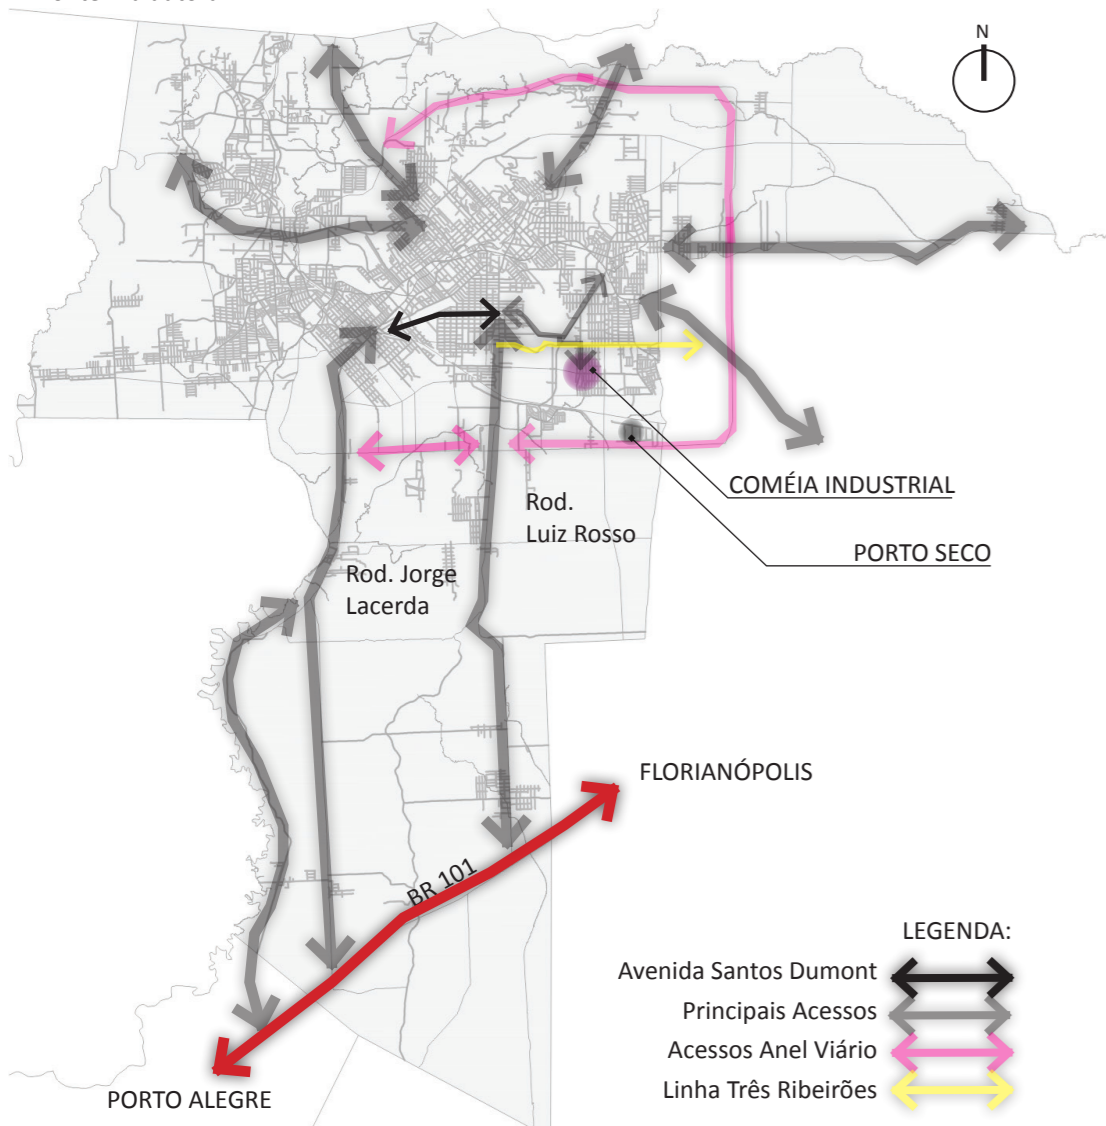 N
COMÉIA INDUSTRIAL
Rod.
Luiz Rosso
PORTO SECO
Rod. Jorge
Lacerda
FLORIANÓPOLIS
BR 101
PORTO ALEGRE
LEGENDA:
Avenida Santos Dumont
Principais Acessos
Acessos Anel Viário
Linha Três Ribeirões